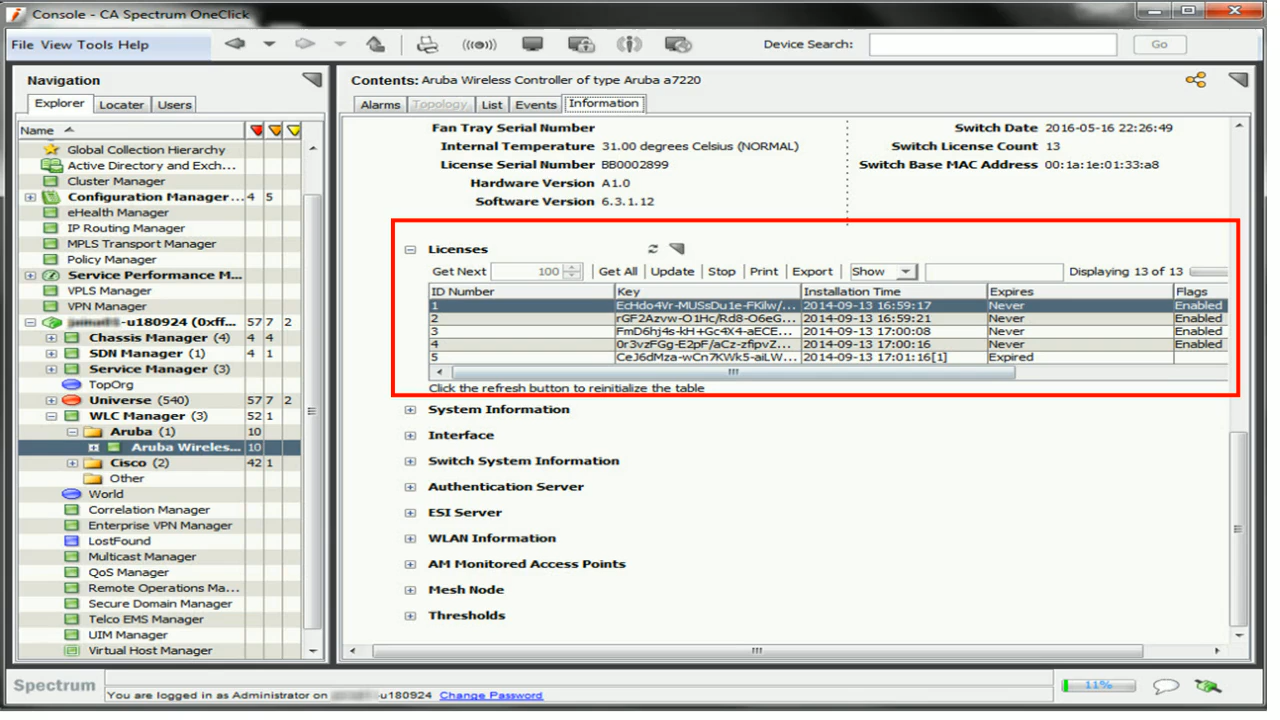 Console - CA Spectrum OneClick
File View Tools Help
Device Search:
Go
Navigation
Explorer Locater Users
Name
Global Collection Hierarchy
Active Directory and Exch...
Cluster Manager
Configuration Manager... 4 5
eHealth Manager
IP Routing Manager
MPLS Transport Manager
Policy Manager
Service Performance M...
VPLS Manager
VPN Manager
-u180924 (0xff... 57 7 2
Chassis Manager (4) 4 4
SDN Manager (1) 4 1
Service Manager (3)
TopOrg
Universe (540) 57 7 2
WLC Manager (3) 52 1
Aruba (1) 10
Aruba Wireles... 10
Cisco (2) 42 1
Other
World
Correlation Manager
Enterprise VPN Manager
LostFound
Multicast Manager
QoS Manager
Remote Operations Ma...
Secure Domain Manager
Telco EMS Manager
UIM Manager
Virtual Host Manager
Contents: Aruba Wireless Controller of type Aruba a7220
Alarms Topology List Events Information
Fan Tray Serial Number
Switch Date 2016-05-16 22:26:49
Internal Temperature 31.00 degrees Celsius (NORMAL)
Switch License Count 13
License Serial Number BB0002899
Switch Base MAC Address 00:1a:1e:01:33:a8
Hardware Version A1.0
Software Version 6.3.1.12
Licenses
Get Next 100 Get All Update Stop Print Export Show Displaying 13 of 13
ID Number Key Installation Time Expires Flags
1 EcHdo4Vr-MUSsDu1e-FKilw/... 2014-09-13 16:59:17 Never Enabled
2 rGF2Azvw-O1Hc/Rd8-O6eG... 2014-09-13 16:59:21 Never Enabled
3 FmD6hj4s-kH+Gc4X4-aECE... 2014-09-13 17:00:08 Never Enabled
4 0r3vzFGg-E2pF/aCz-zfipvZ... 2014-09-13 17:00:16 Never Enabled
5 CeJ6dMza-wCn7KWk5-aiLW... 2014-09-13 17:01:16[1] Expired
Click the refresh button to reinitialize the table
System Information
Interface
Switch System Information
Authentication Server
ESI Server
WLAN Information
AM Monitored Access Points
Mesh Node
Thresholds
Spectrum
You are logged in as Administrator on -u180924 Change Password
11%